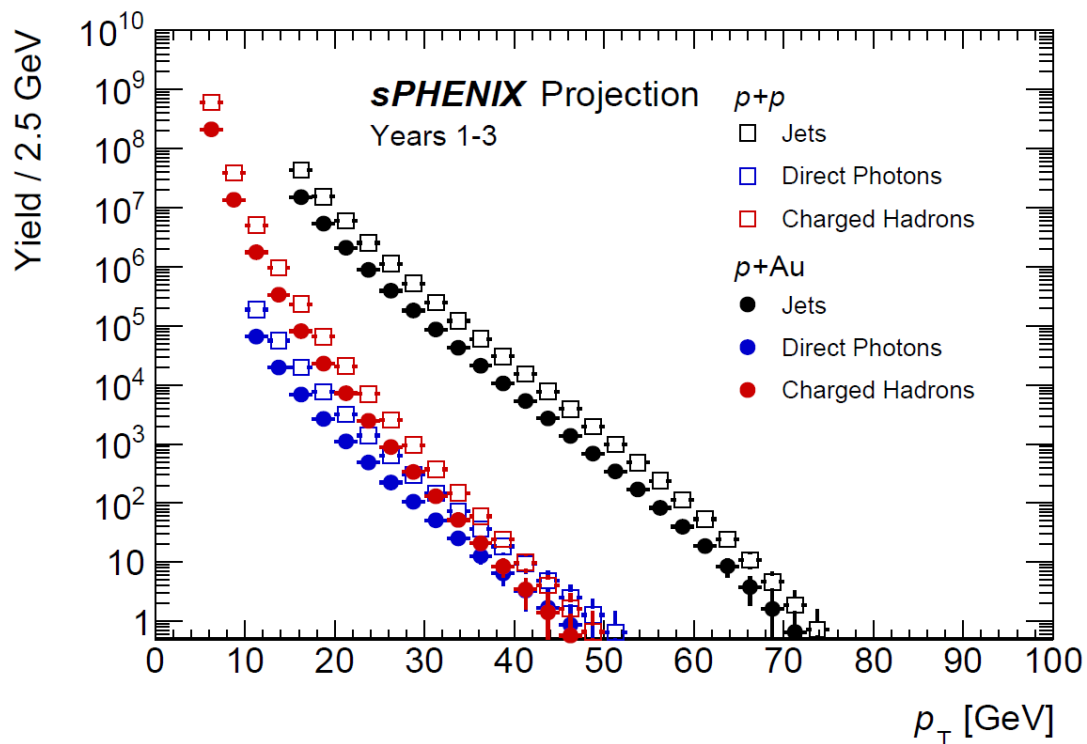 Yield / 2.5 GeV
10^10
10^9
10^8
10^7
10^6
10^5
10^4
10^3
10^2
10
1
sPHENIX Projection
Years 1-3
p+p
Jets
Direct Photons
Charged Hadrons
p+Au
Jets
Direct Photons
Charged Hadrons
0 10 20 30 40 50 60 70 80 90 100
p_T [GeV]